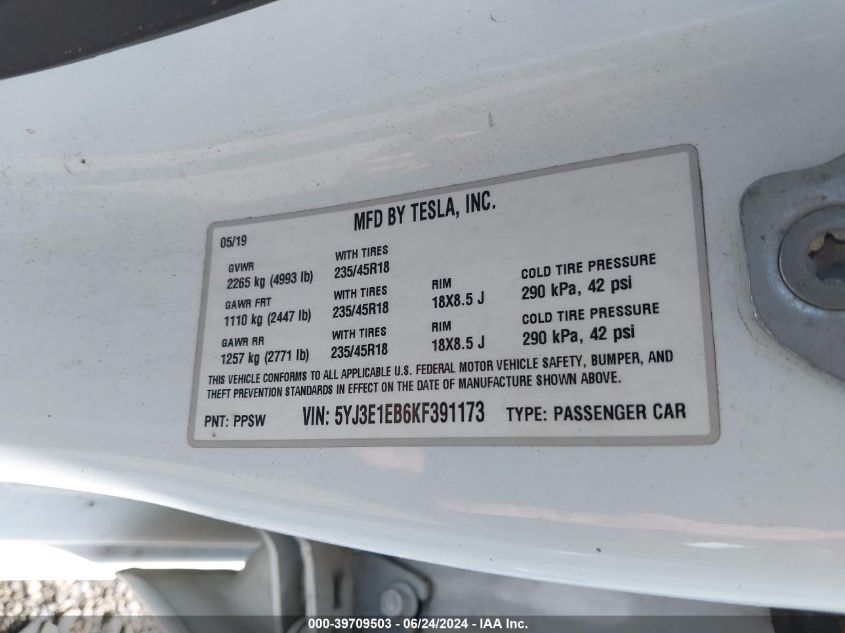 MFD BY TESLA, INC.
05/19
GVWR WITH TIRES
2265 kg (4993 lb) 235/45R18
GAWR FRT WITH TIRES RIM COLD TIRE PRESSURE
1110 kg (2447 lb) 235/45R18 18X8.5 J 290 kPa, 42 psi
GAWR RR WITH TIRES RIM COLD TIRE PRESSURE
1257 kg (2771 lb) 235/45R18 18X8.5 J 290 kPa, 42 psi
THIS VEHICLE CONFORMS TO ALL APPLICABLE U.S. FEDERAL MOTOR VEHICLE SAFETY, BUMPER, AND
THEFT PREVENTION STANDARDS IN EFFECT ON THE DATE OF MANUFACTURE SHOWN ABOVE.
PNT: PPSW VIN: 5YJ3E1EB6KF391173 TYPE: PASSENGER CAR
000-39709503 - 06/24/2024 - IAA Inc.